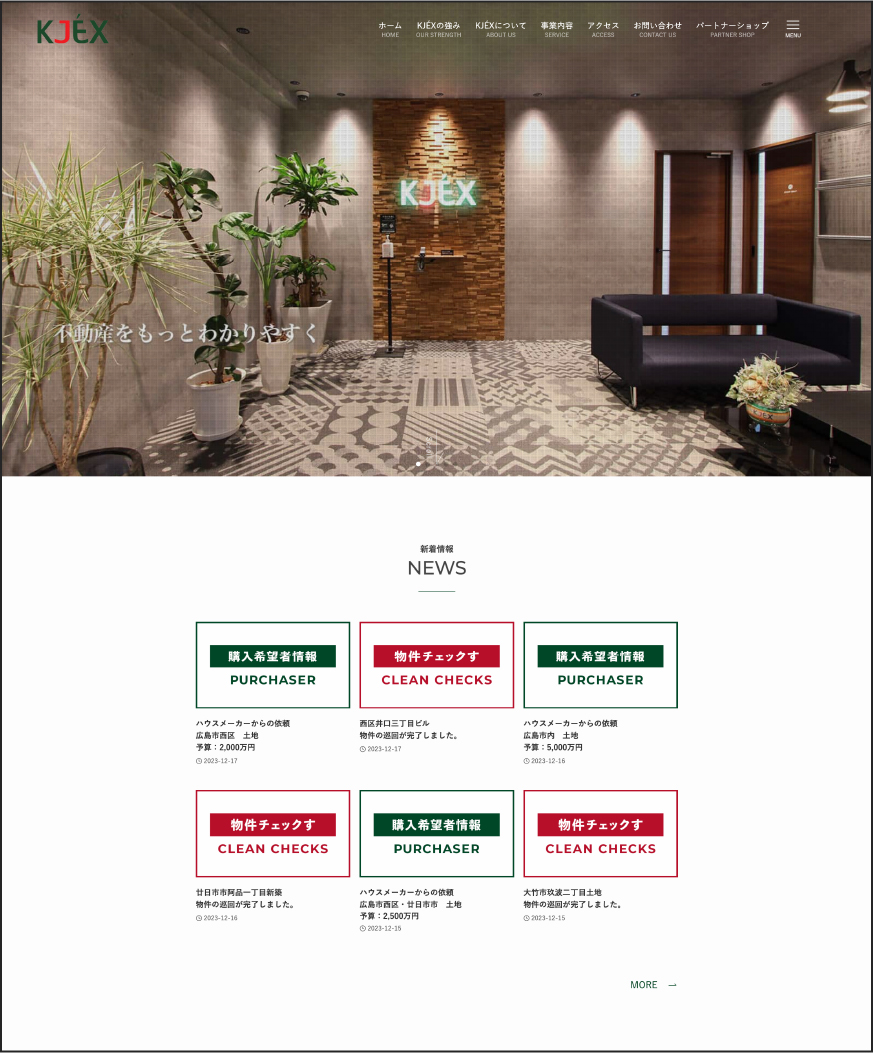 KJÉX
ホーム
HOME
KJÉXの強み
OUR STRENGTH
KJÉXについて
ABOUT US
事業内容
SERVICE
アクセス
ACCESS
お問い合わせ
CONTACT US
パートナーショップ
PARTNER SHOP
MENU
KJÉX
不動産をもっとわかりやすく
KJEX
新着情報
NEWS
購入希望者情報
PURCHASER
ハウスメーカーからの依頼
広島市西区　土地
予算：2,000万円
2023-12-17
物件チェックす
CLEAN CHECKS
西区井口三丁目ビル
物件の巡回が完了しました。
2023-12-17
購入希望者情報
PURCHASER
ハウスメーカーからの依頼
広島市内　土地
予算：5,000万円
2023-12-16
物件チェックす
CLEAN CHECKS
廿日市市阿品一丁目新築
物件の巡回が完了しました。
2023-12-16
購入希望者情報
PURCHASER
ハウスメーカーからの依頼
広島市西区・廿日市市　土地
予算：2,500万円
2023-12-15
物件チェックす
CLEAN CHECKS
大竹市玖波二丁目土地
物件の巡回が完了しました。
2023-12-15
MORE